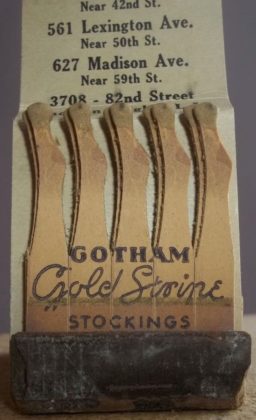 Near 42nd St.
561 Lexington Ave.
Near 50th St.
627 Madison Ave.
Near 59th St.
3708 - 82nd Street
GOTHAM
Gold Stripe
STOCKINGS